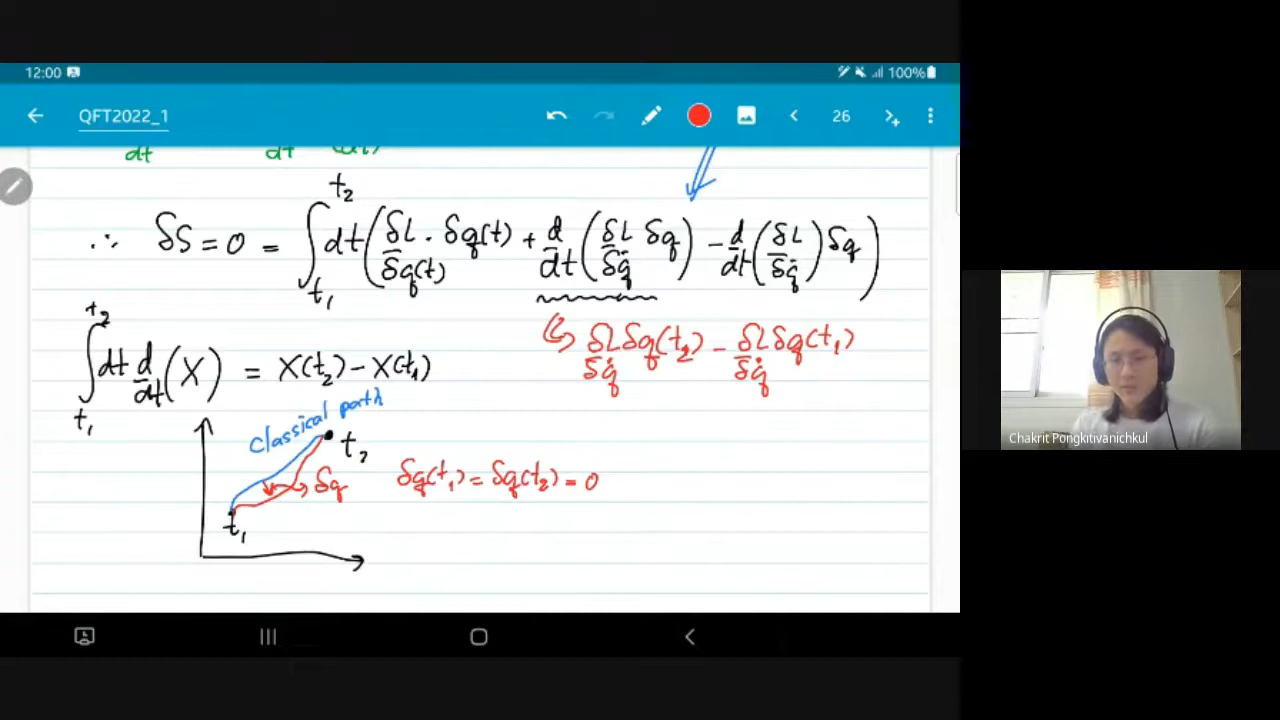 12:00 100%
QFT2022_1 26
dt dt
t₂
∴ δS = 0 = ∫ dt ( δL/δq(t) · δq(t) + d/dt ( δL/δq̇ δq ) − d/dt ( δL/δq̇ ) δq )
t₁
↳ δL/δq̇ δq(t₂) − δL/δq̇ δq(t₁)
t₂
∫ dt d/dt (X) = X(t₂) − X(t₁)
t₁
classical path
t₂
δq
δq(t₁) = δq(t₂) = 0
t₁
Chakrit Pongkitivanichkul